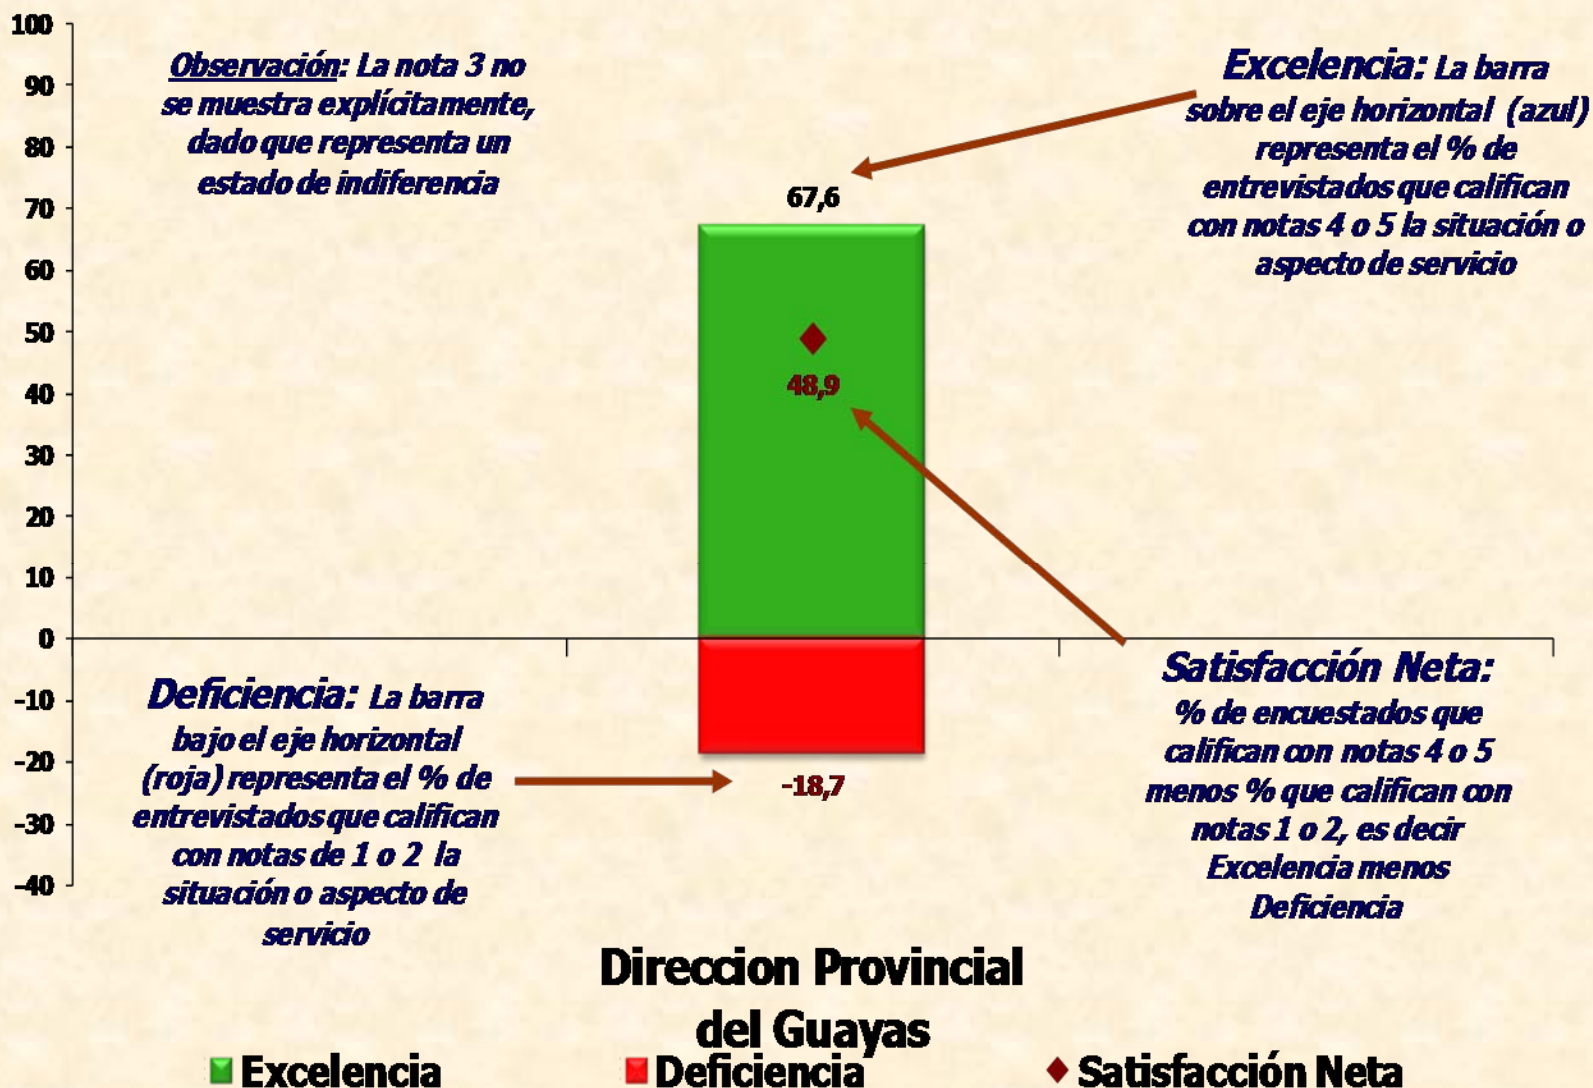 100
90
80
70
60
50
40
30
20
10
0
-10
-20
-30
-40
Observación: La nota 3 no
se muestra explícitamente,
dado que representa un
estado de indiferencia
Excelencia: La barra
sobre el eje horizontal (azul)
representa el % de
entrevistados que califican
con notas 4 o 5 la situación o
aspecto de servicio
67,6
48,9
-18,7
Deficiencia: La barra
bajo el eje horizontal
(roja) representa el % de
entrevistados que califican
con notas de 1 o 2 la
situación o aspecto de
servicio
Satisfacción Neta:
% de encuestados que
califican con notas 4 o 5
menos % que califican con
notas 1 o 2, es decir
Excelencia menos
Deficiencia
Direccion Provincial
del Guayas
Excelencia
Deficiencia
Satisfacción Neta